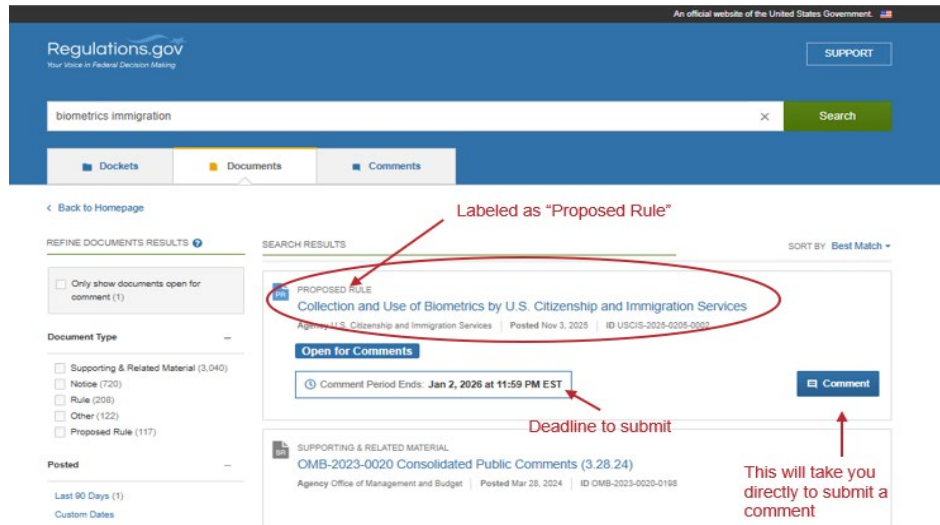 An official website of the United States Government.
Regulations.gov
Your Voice in Federal Decision Making
SUPPORT
biometrics immigration
Search
Dockets
Documents
Comments
Back to Homepage
Labeled as “Proposed Rule”
REFINE DOCUMENTS RESULTS
SEARCH RESULTS
SORT BY Best Match
Only show documents open for
comment (1)
PR
PROPOSED RULE
Collection and Use of Biometrics by U.S. Citizenship and Immigration Services
Agency U.S. Citizenship and Immigration Services | Posted Nov 3, 2025 | ID USCIS-2025-0205-0002
Document Type
Open for Comments
Supporting & Related Material (3,040)
Notice (720)
Rule (208)
Other (122)
Proposed Rule (117)
Comment Period Ends: Jan 2, 2026 at 11:59 PM EST
Comment
Deadline to submit
This will take you
directly to submit a
comment
SR
SUPPORTING & RELATED MATERIAL
OMB-2023-0020 Consolidated Public Comments (3.28.24)
Agency Office of Management and Budget | Posted Mar 28, 2024 | ID OMB-2023-0020-0198
Posted
Last 90 Days (1)
Custom Dates